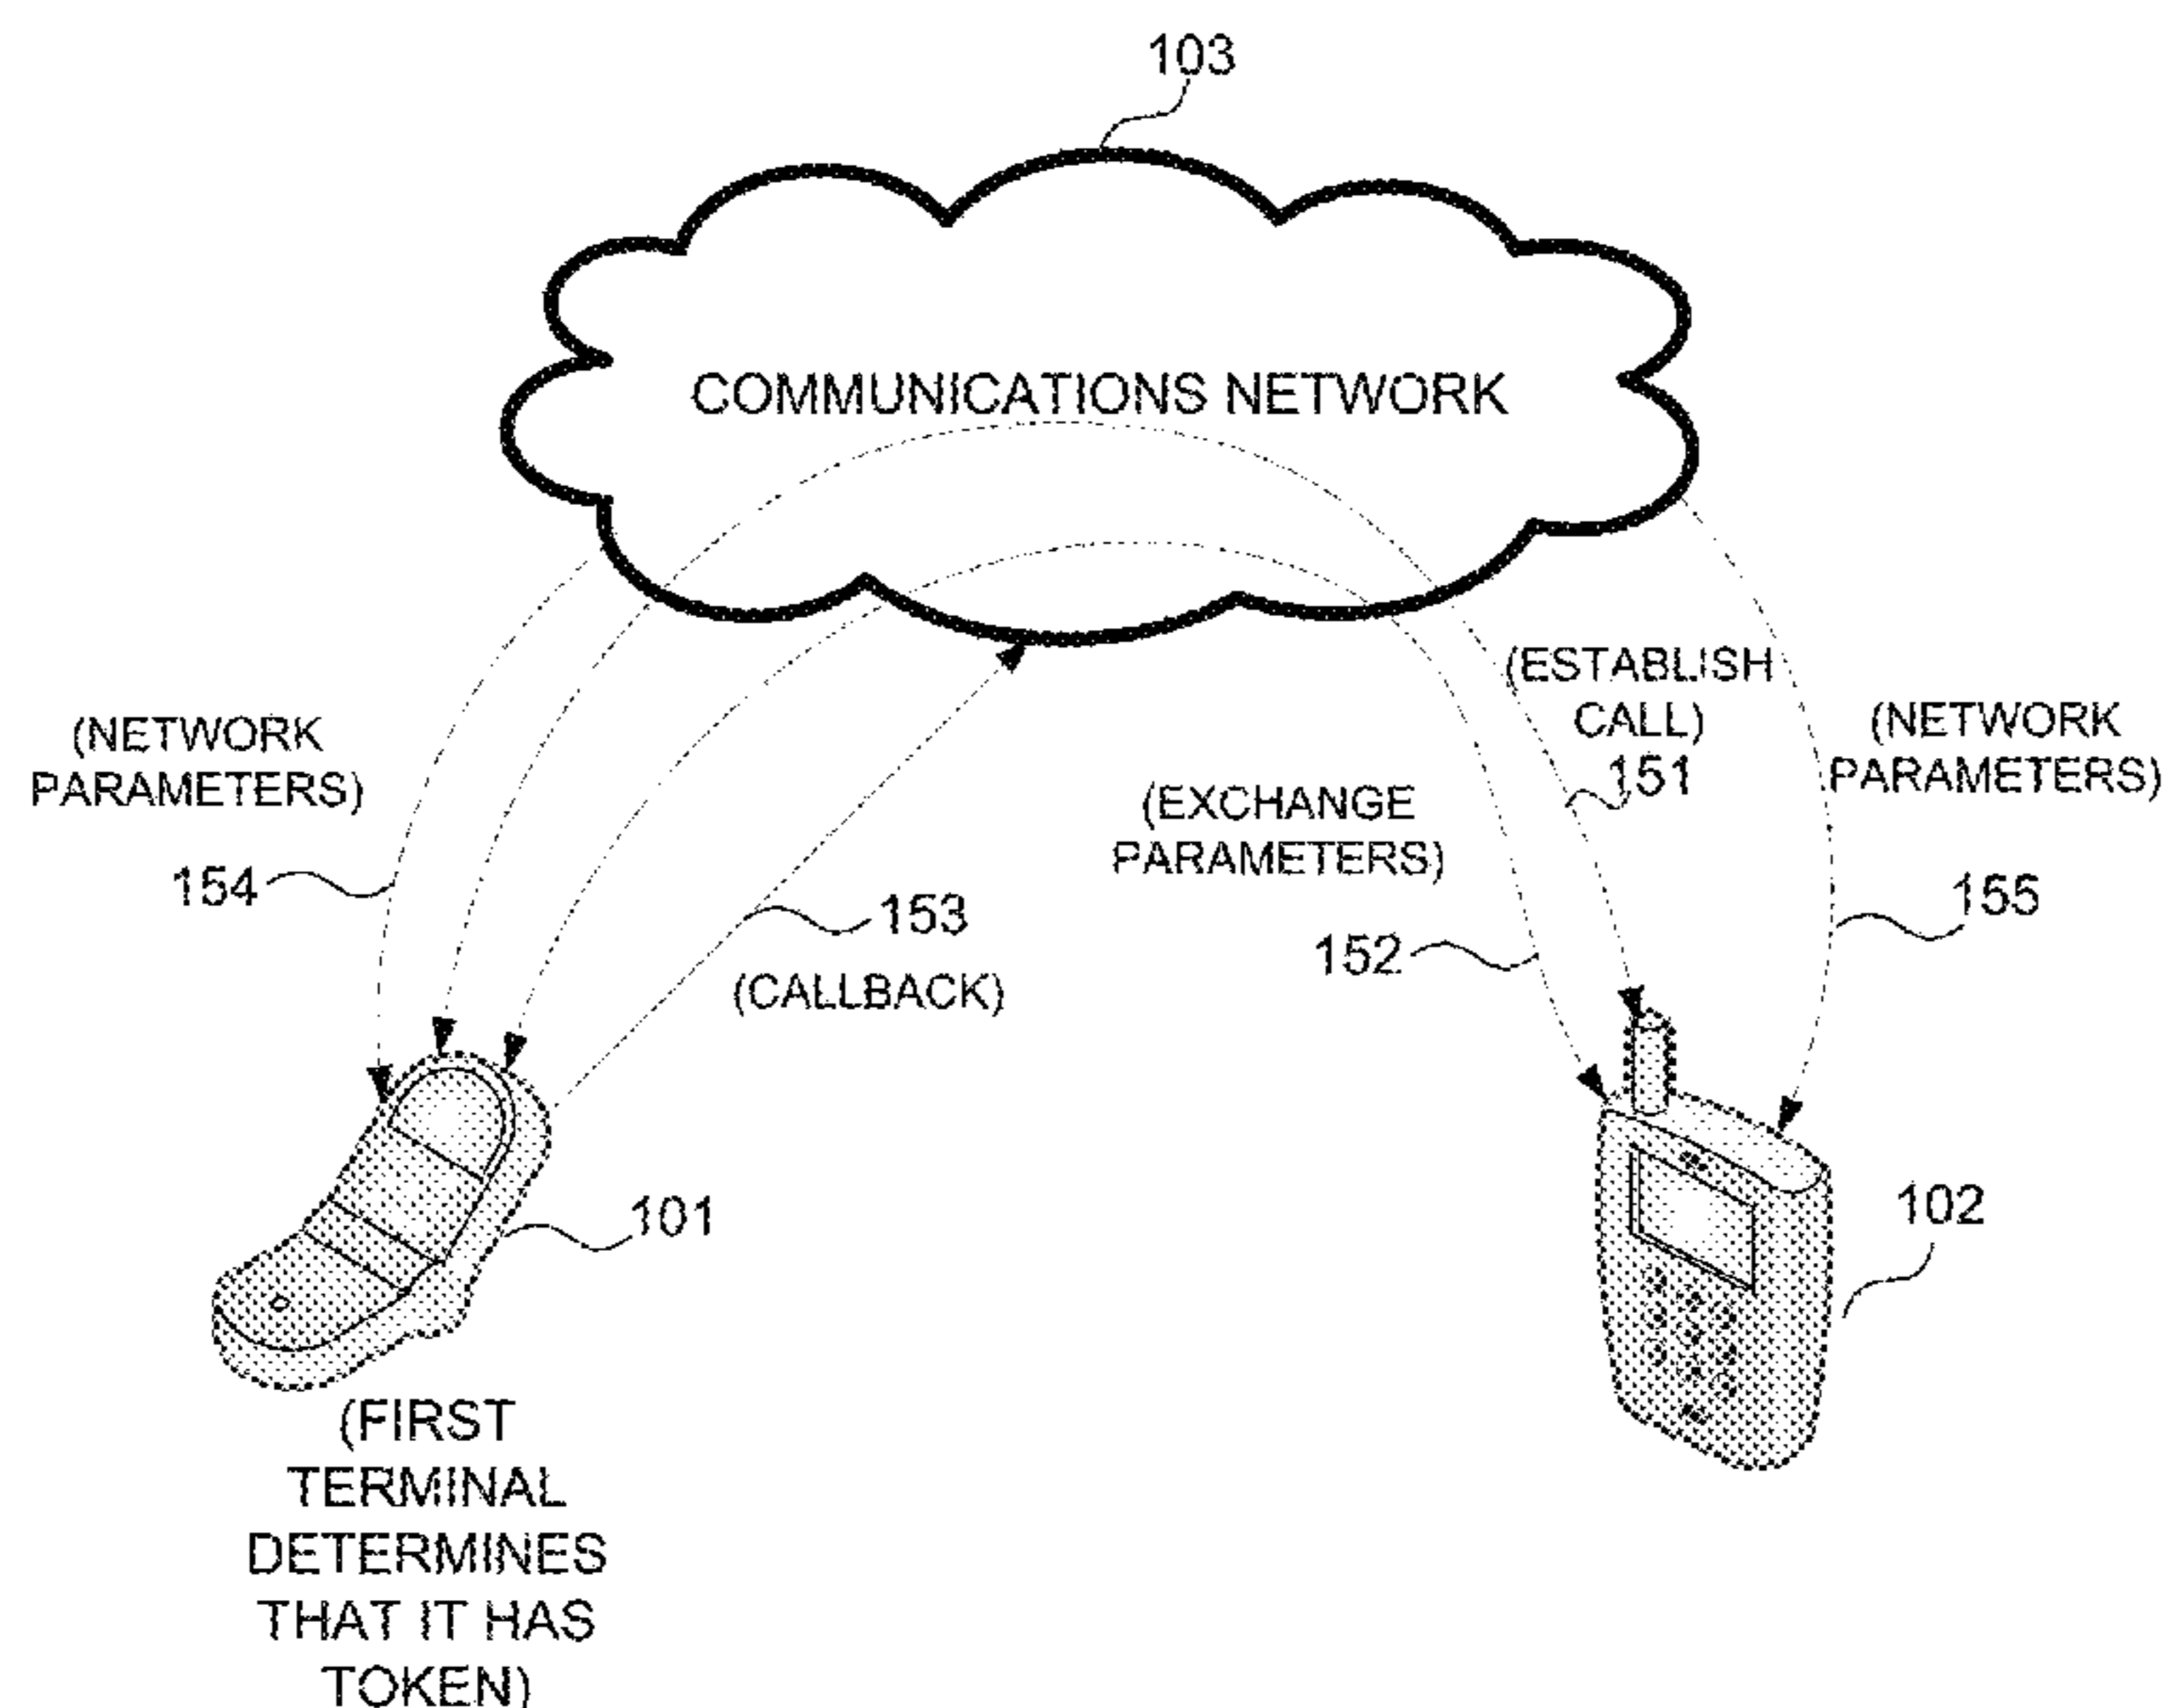 103
COMMUNICATIONS NETWORK
(ESTABLISH
CALL)
151
(NETWORK
PARAMETERS)
(NETWORK
PARAMETERS)
(EXCHANGE
PARAMETERS)
154
153
(CALLBACK)
152
155
101
102
(FIRST
TERMINAL
DETERMINES
THAT IT HAS
TOKEN)